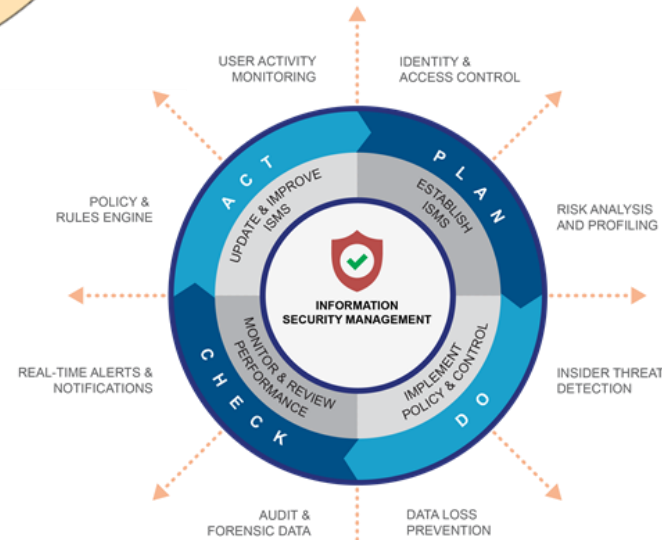 USER ACTIVITY
MONITORING
IDENTITY &
ACCESS CONTROL
POLICY &
RULES ENGINE
RISK ANALYSIS
AND PROFILING
REAL-TIME ALERTS &
NOTIFICATIONS
INSIDER THREAT
DETECTION
AUDIT &
FORENSIC DATA
DATA LOSS
PREVENTION
ACT
PLAN
CHECK
DO
UPDATE & IMPROVE
ISMS
ESTABLISH
ISMS
MONITOR & REVIEW
PERFORMANCE
IMPLEMENT
POLICY & CONTROL
INFORMATION
SECURITY MANAGEMENT